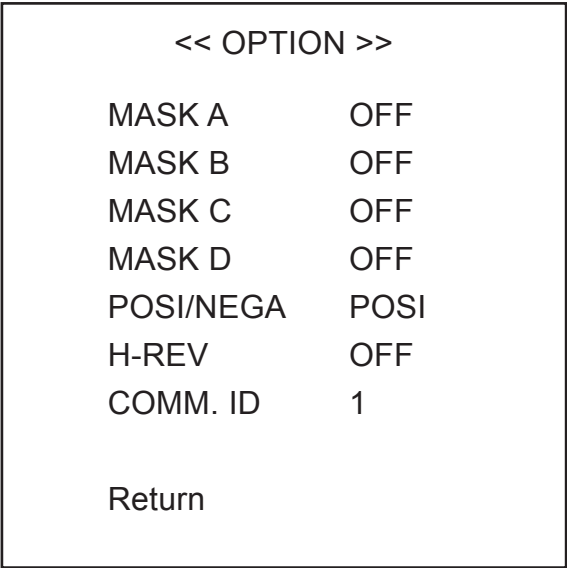 << OPTION >>
MASK A OFF
MASK B OFF
MASK C OFF
MASK D OFF
POSI/NEGA POSI
H-REV OFF
COMM. ID 1
Return